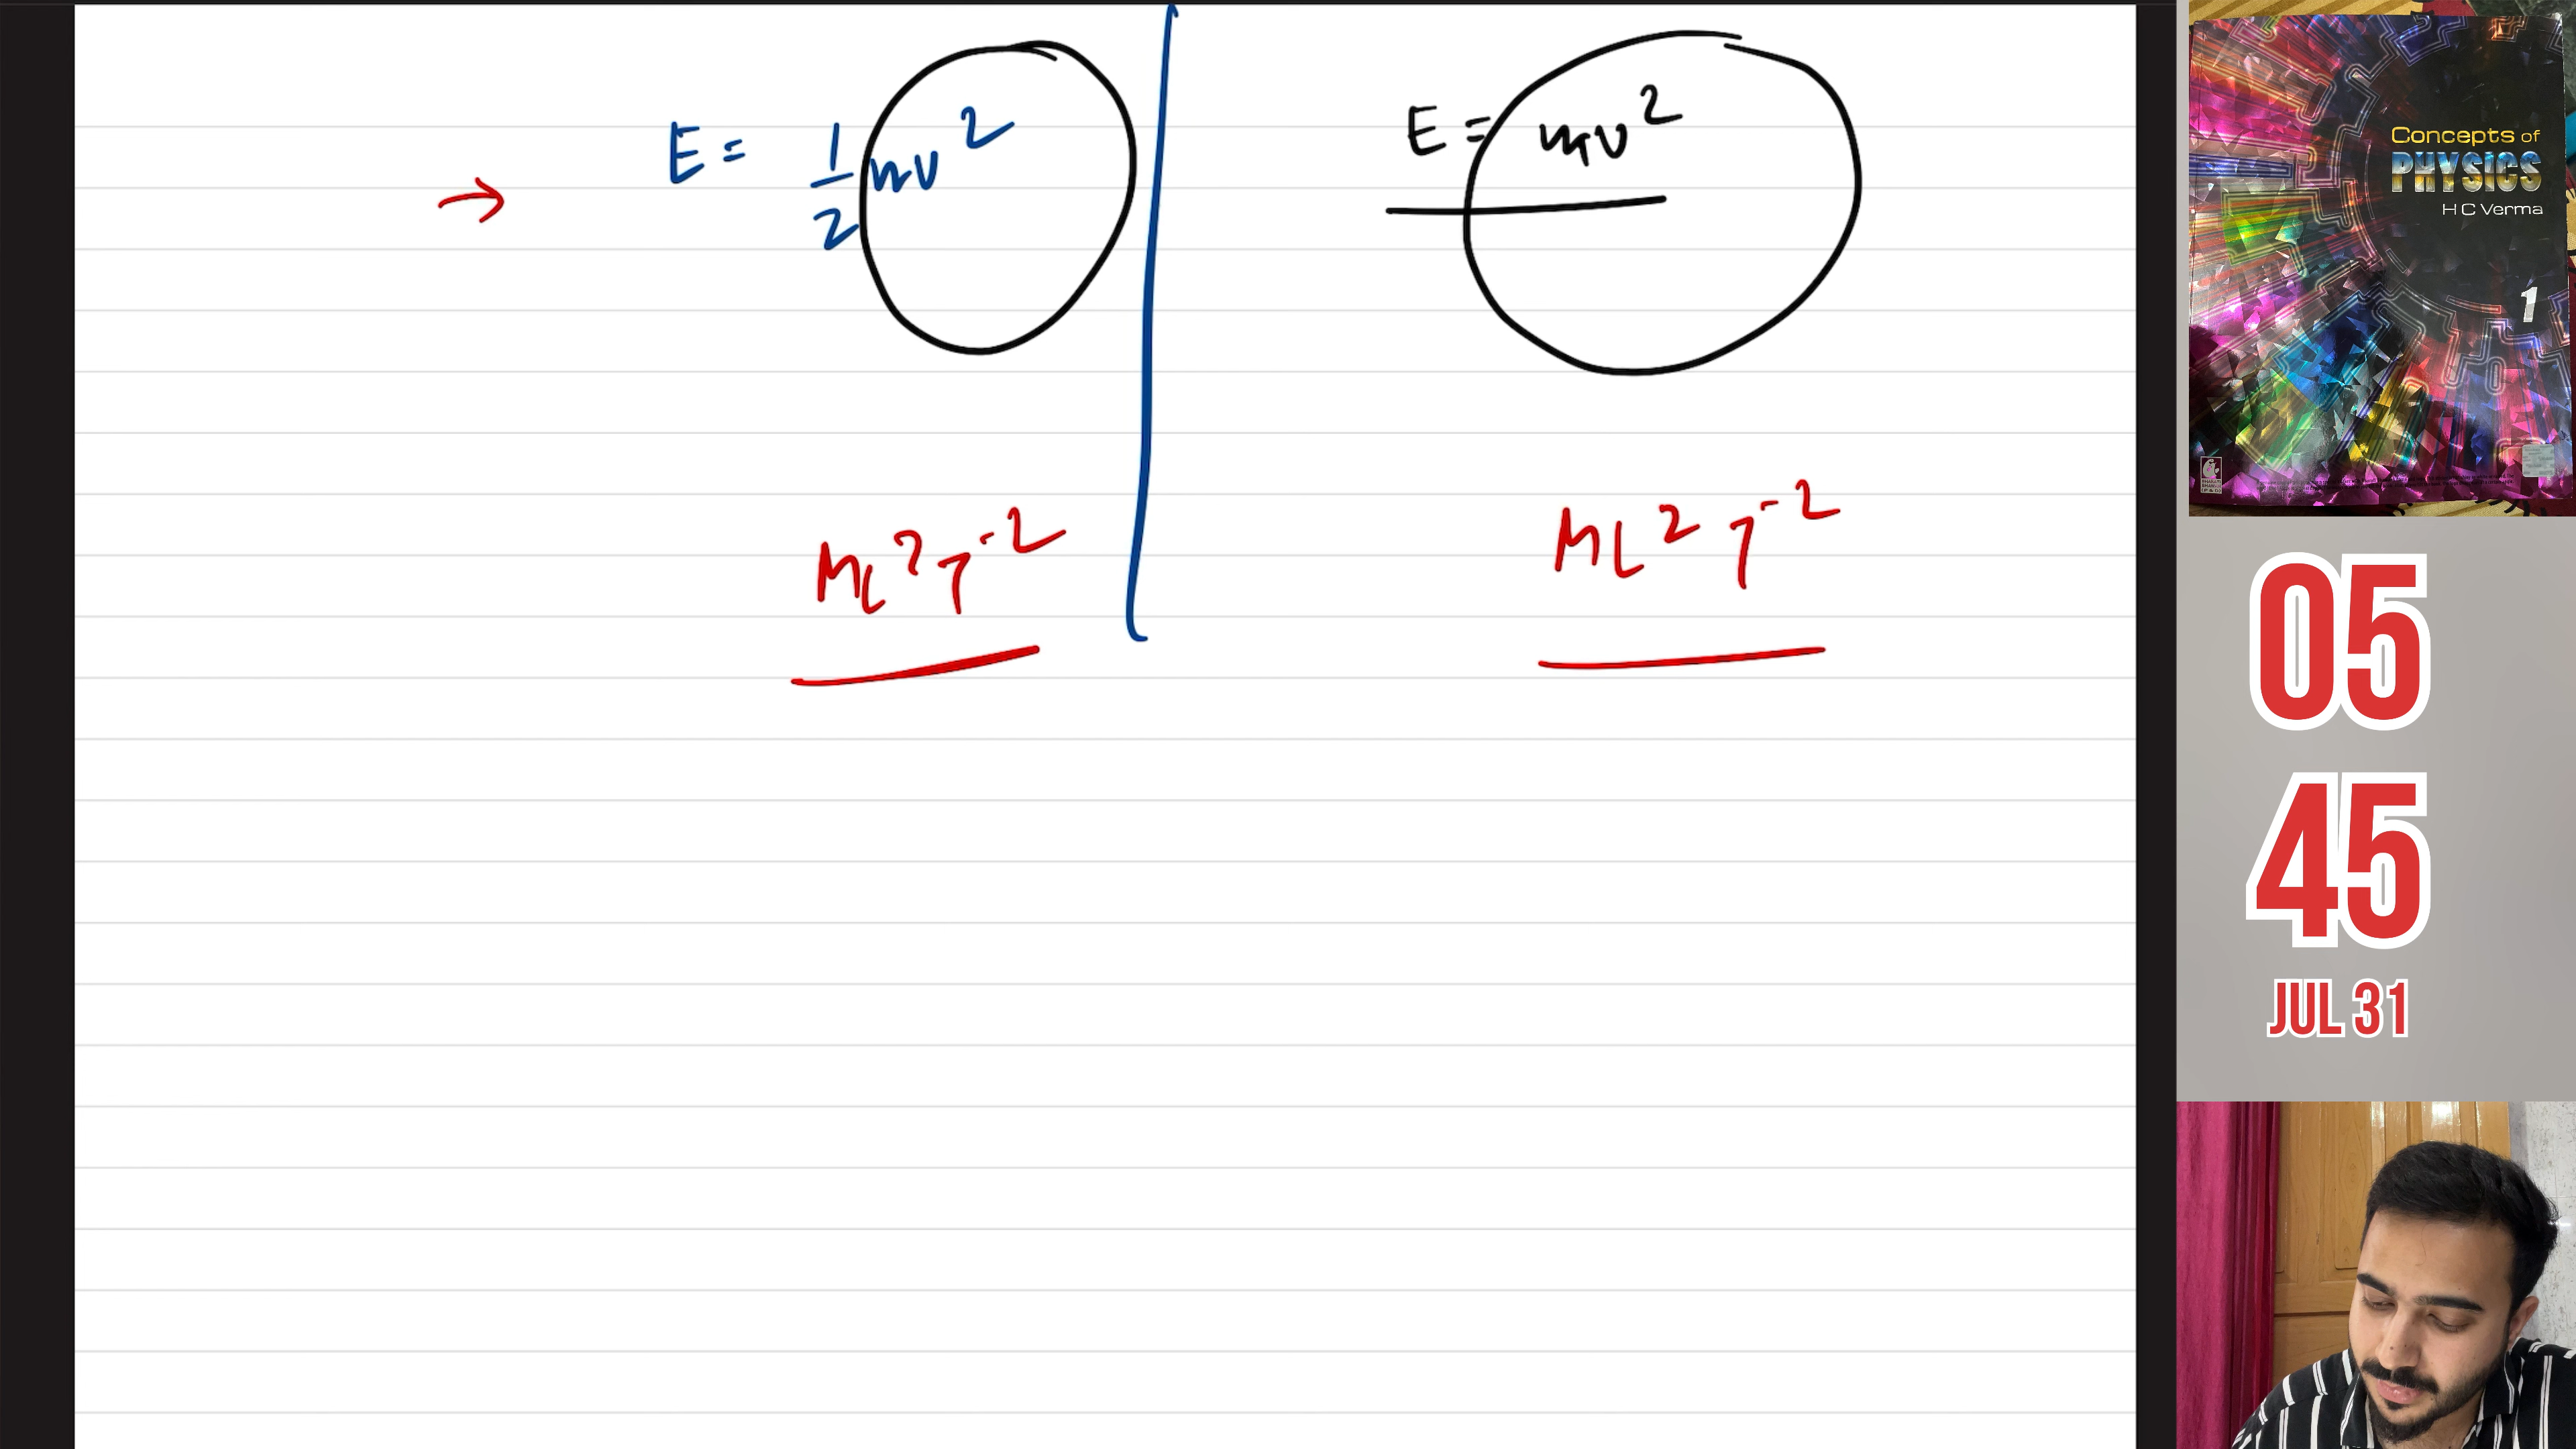 E = 1/2 mv²
E = mv²
ML²T⁻²
ML²T⁻²
Concepts OF
PHYSICS
H C Verma
1
05
45
JUL 31